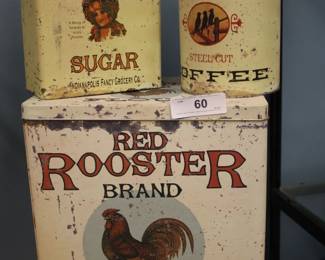 SUGAR
INDIANAPOLIS FANCY GROCERY CO.
STEEL CUT
OFFEE
60
RED
ROOSTER
BRAND